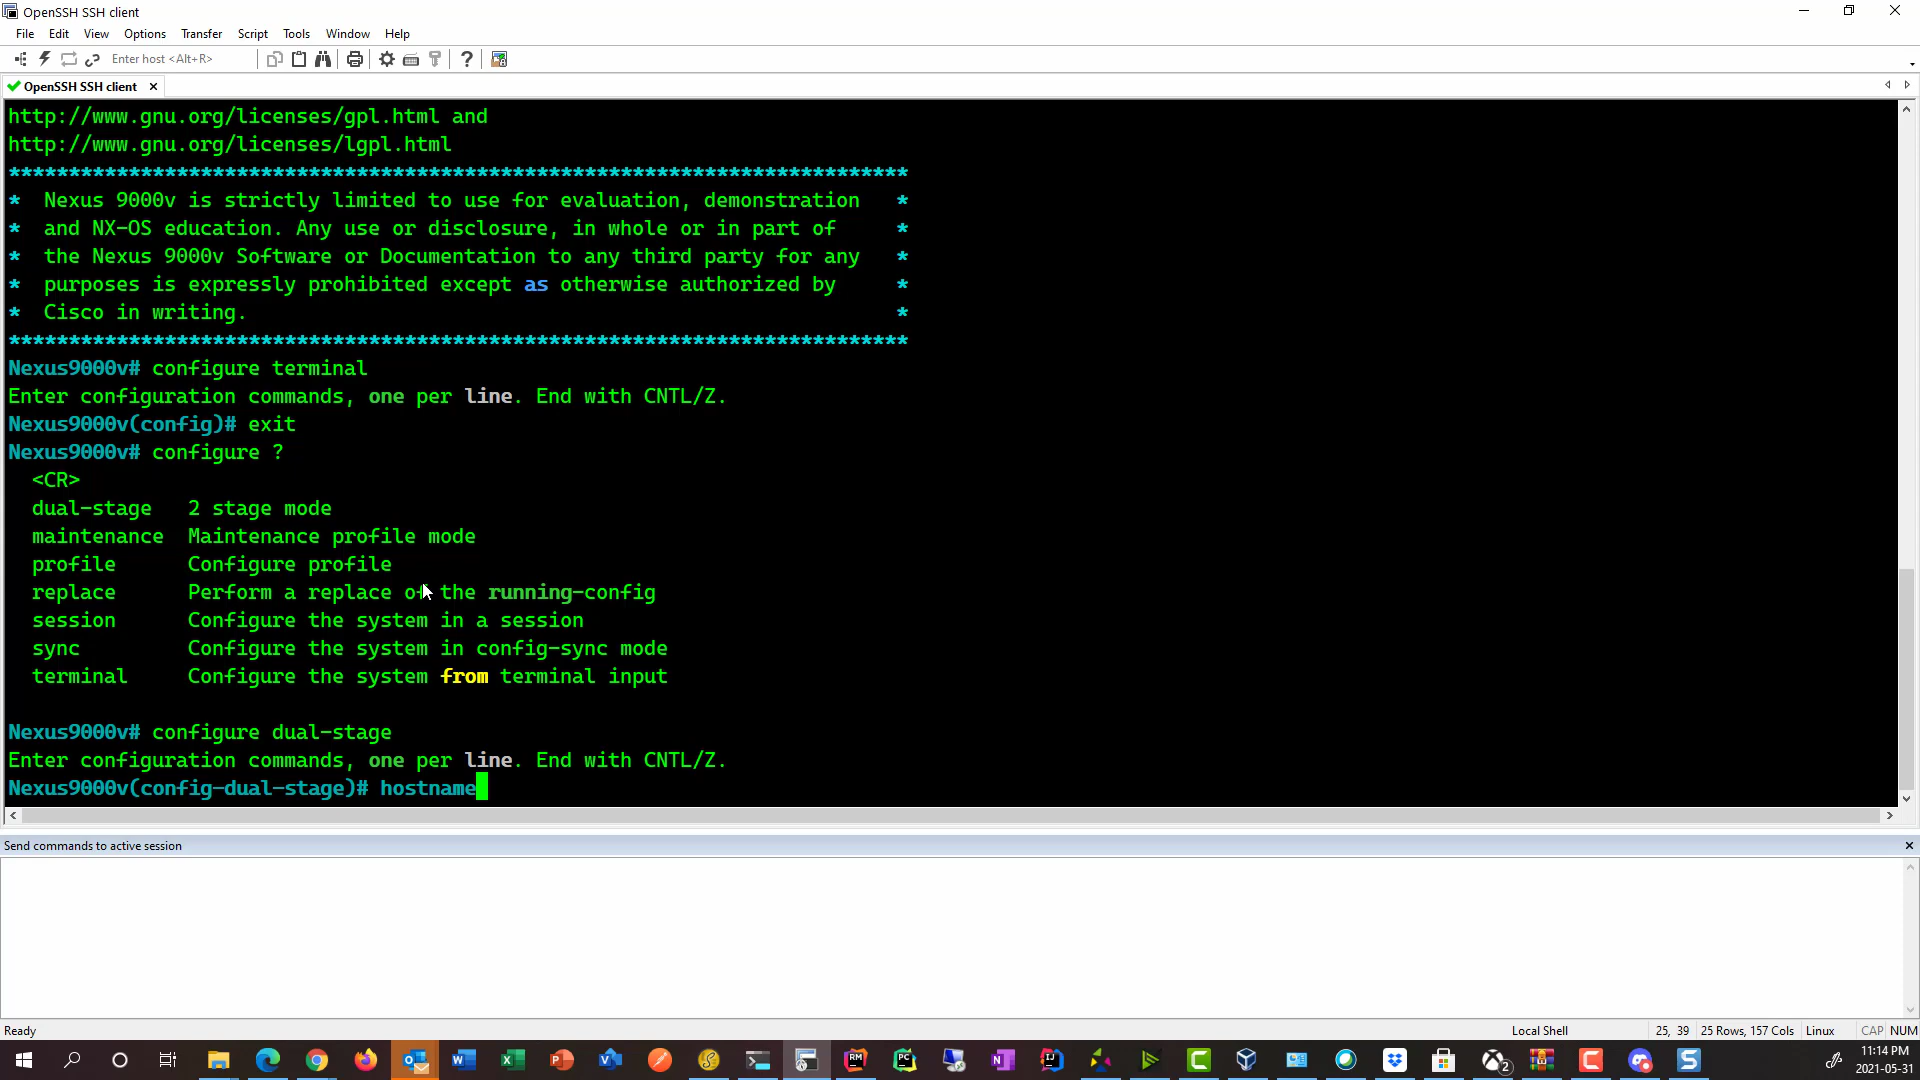 OpenSSH SSH client
File Edit View Options Transfer Script Tools Window Help
Enter host <Alt+R>
OpenSSH SSH client
http://www.gnu.org/licenses/gpl.html and
http://www.gnu.org/licenses/lgpl.html
***************************************************************************
* Nexus 9000v is strictly limited to use for evaluation, demonstration *
* and NX-OS education. Any use or disclosure, in whole or in part of *
* the Nexus 9000v Software or Documentation to any third party for any *
* purposes is expressly prohibited except as otherwise authorized by *
* Cisco in writing. *
***************************************************************************
Nexus9000v# configure terminal
Enter configuration commands, one per line. End with CNTL/Z.
Nexus9000v(config)# exit
Nexus9000v# configure ?
<CR>
dual-stage 2 stage mode
maintenance Maintenance profile mode
profile Configure profile
replace Perform a replace of the running-config
session Configure the system in a session
sync Configure the system in config-sync mode
terminal Configure the system from terminal input
Nexus9000v# configure dual-stage
Enter configuration commands, one per line. End with CNTL/Z.
Nexus9000v(config-dual-stage)# hostname
Send commands to active session
Ready Local Shell 25, 39 25 Rows, 157 Cols Linux CAP NUM
11:14 PM
2021-05-31